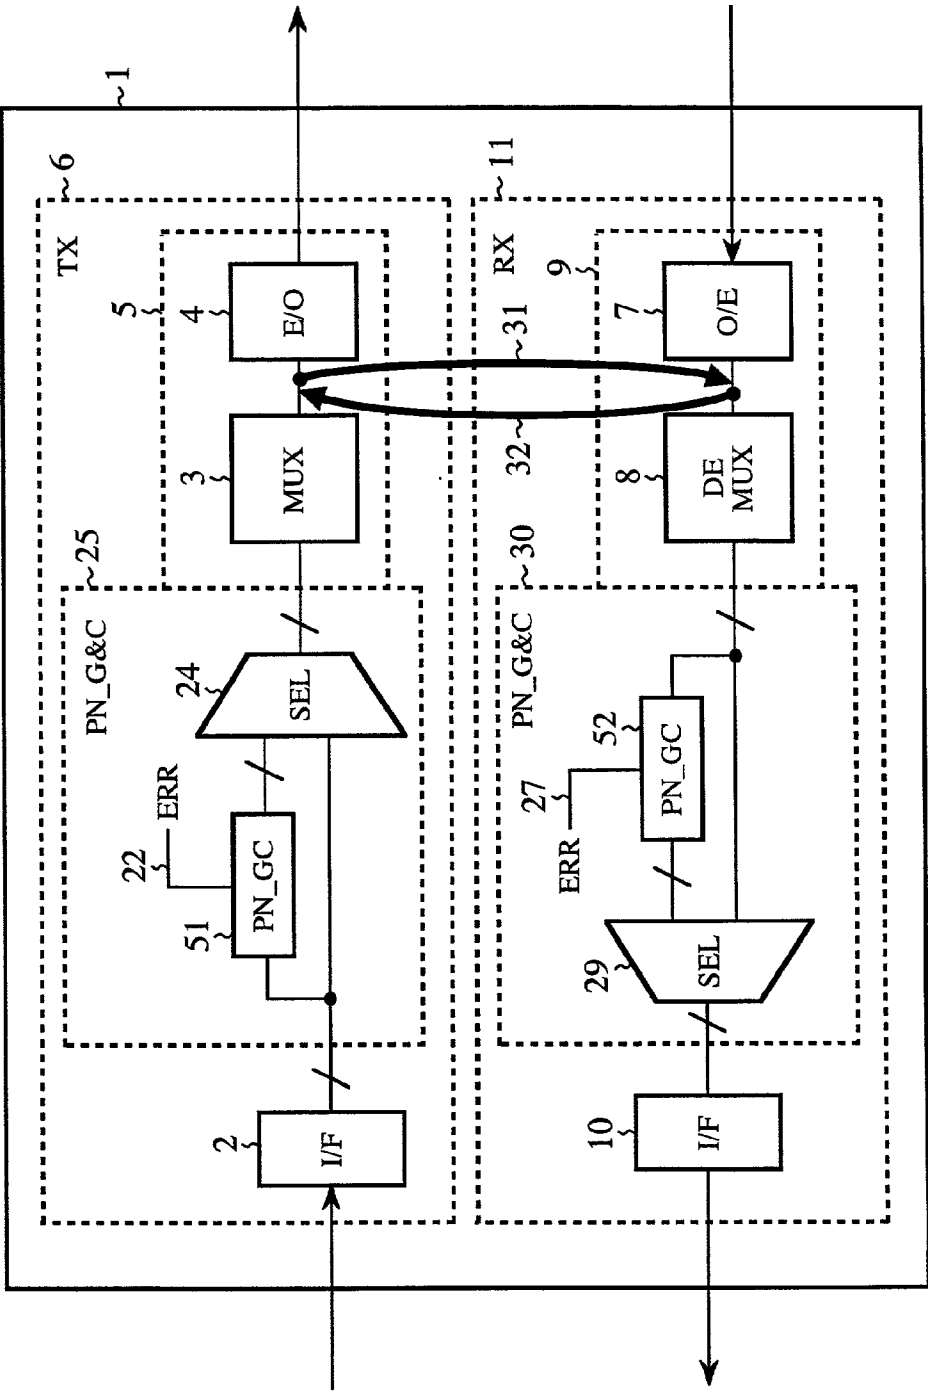 1
TX
6
PN_G&C
25
5
I/F
2
PN_GC
51
ERR
22
SEL
24
MUX
3
E/O
4
31
32
RX
11
PN_G&C
30
9
I/F
10
SEL
29
ERR
27
PN_GC
52
DE
MUX
8
O/E
7